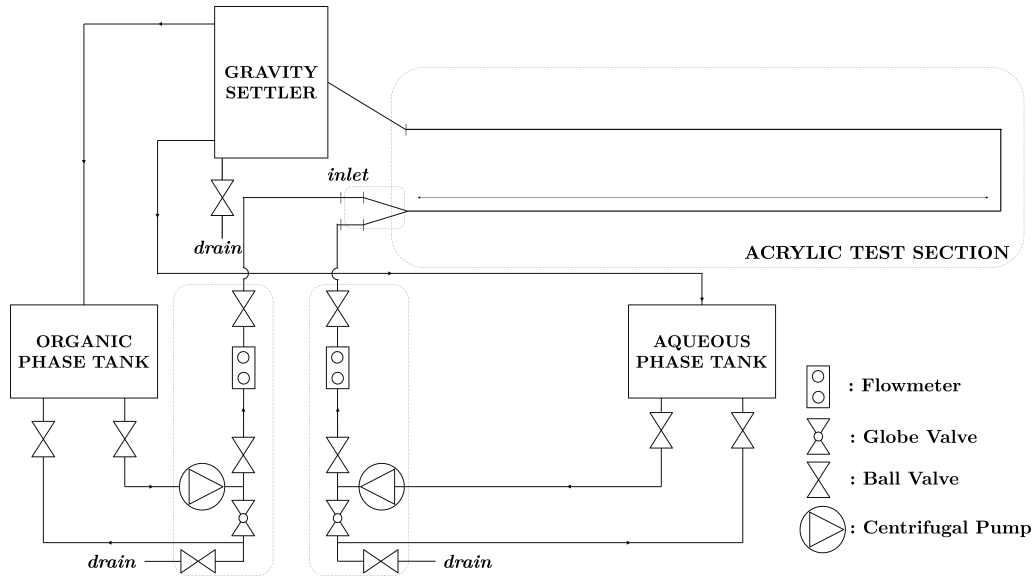 GRAVITY
SETTLER
inlet
drain
ACRYLIC TEST SECTION
ORGANIC
PHASE TANK
AQUEOUS
PHASE TANK
: Flowmeter
: Globe Valve
: Ball Valve
: Centrifugal Pump
drain
drain